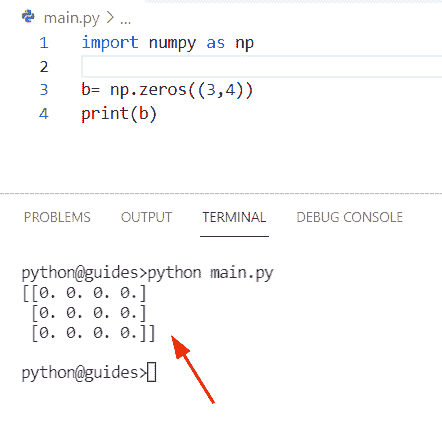 main.py > ...
1 import numpy as np
2
3 b= np.zeros((3,4))
4 print(b)
PROBLEMS OUTPUT TERMINAL DEBUG CONSOLE
python@guides>python main.py
[[0. 0. 0. 0.]
 [0. 0. 0. 0.]
 [0. 0. 0. 0.]]
python@guides>